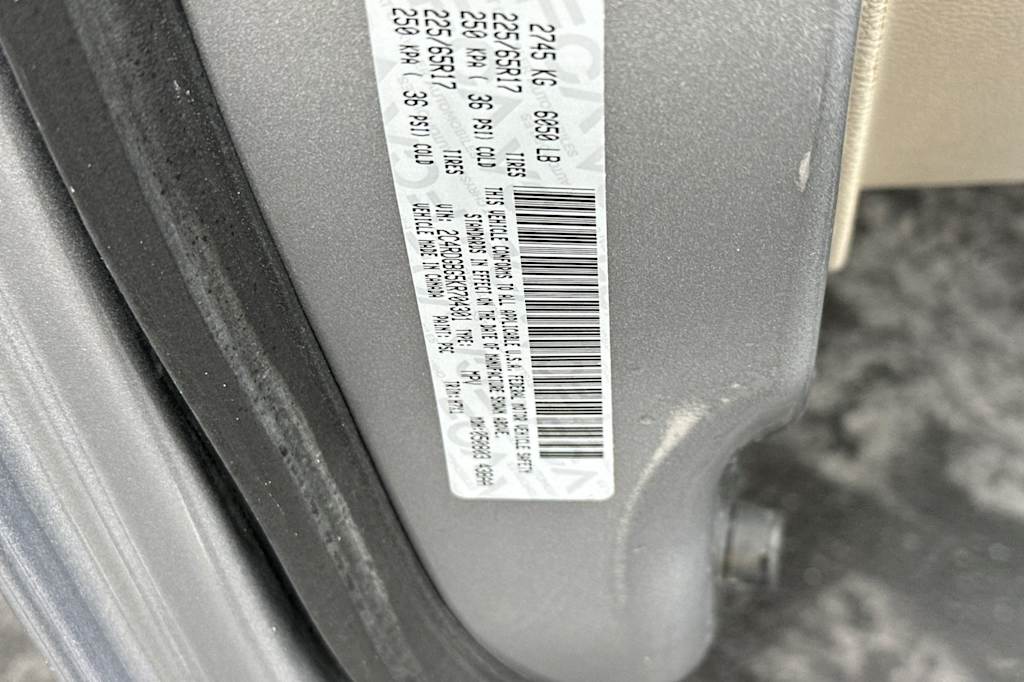 2745 KG 6050 LB
225/65R17 TIRES
250 KPA ( 36 PSI) COLD
225/65R17 TIRES
250 KPA ( 36 PSI) COLD
THIS VEHICLE CONFORMS TO ALL APPLICABLE U.S.A. FEDERAL MOTOR VEHICLE SAFETY
STANDARDS IN EFFECT ON THE DATE OF MANUFACTURE SHOWN ABOVE.
VIN: 2C4RDGBG5KR704301 TYPE: MPV
VEHICLE MADE IN CANADA PAINT: PSC